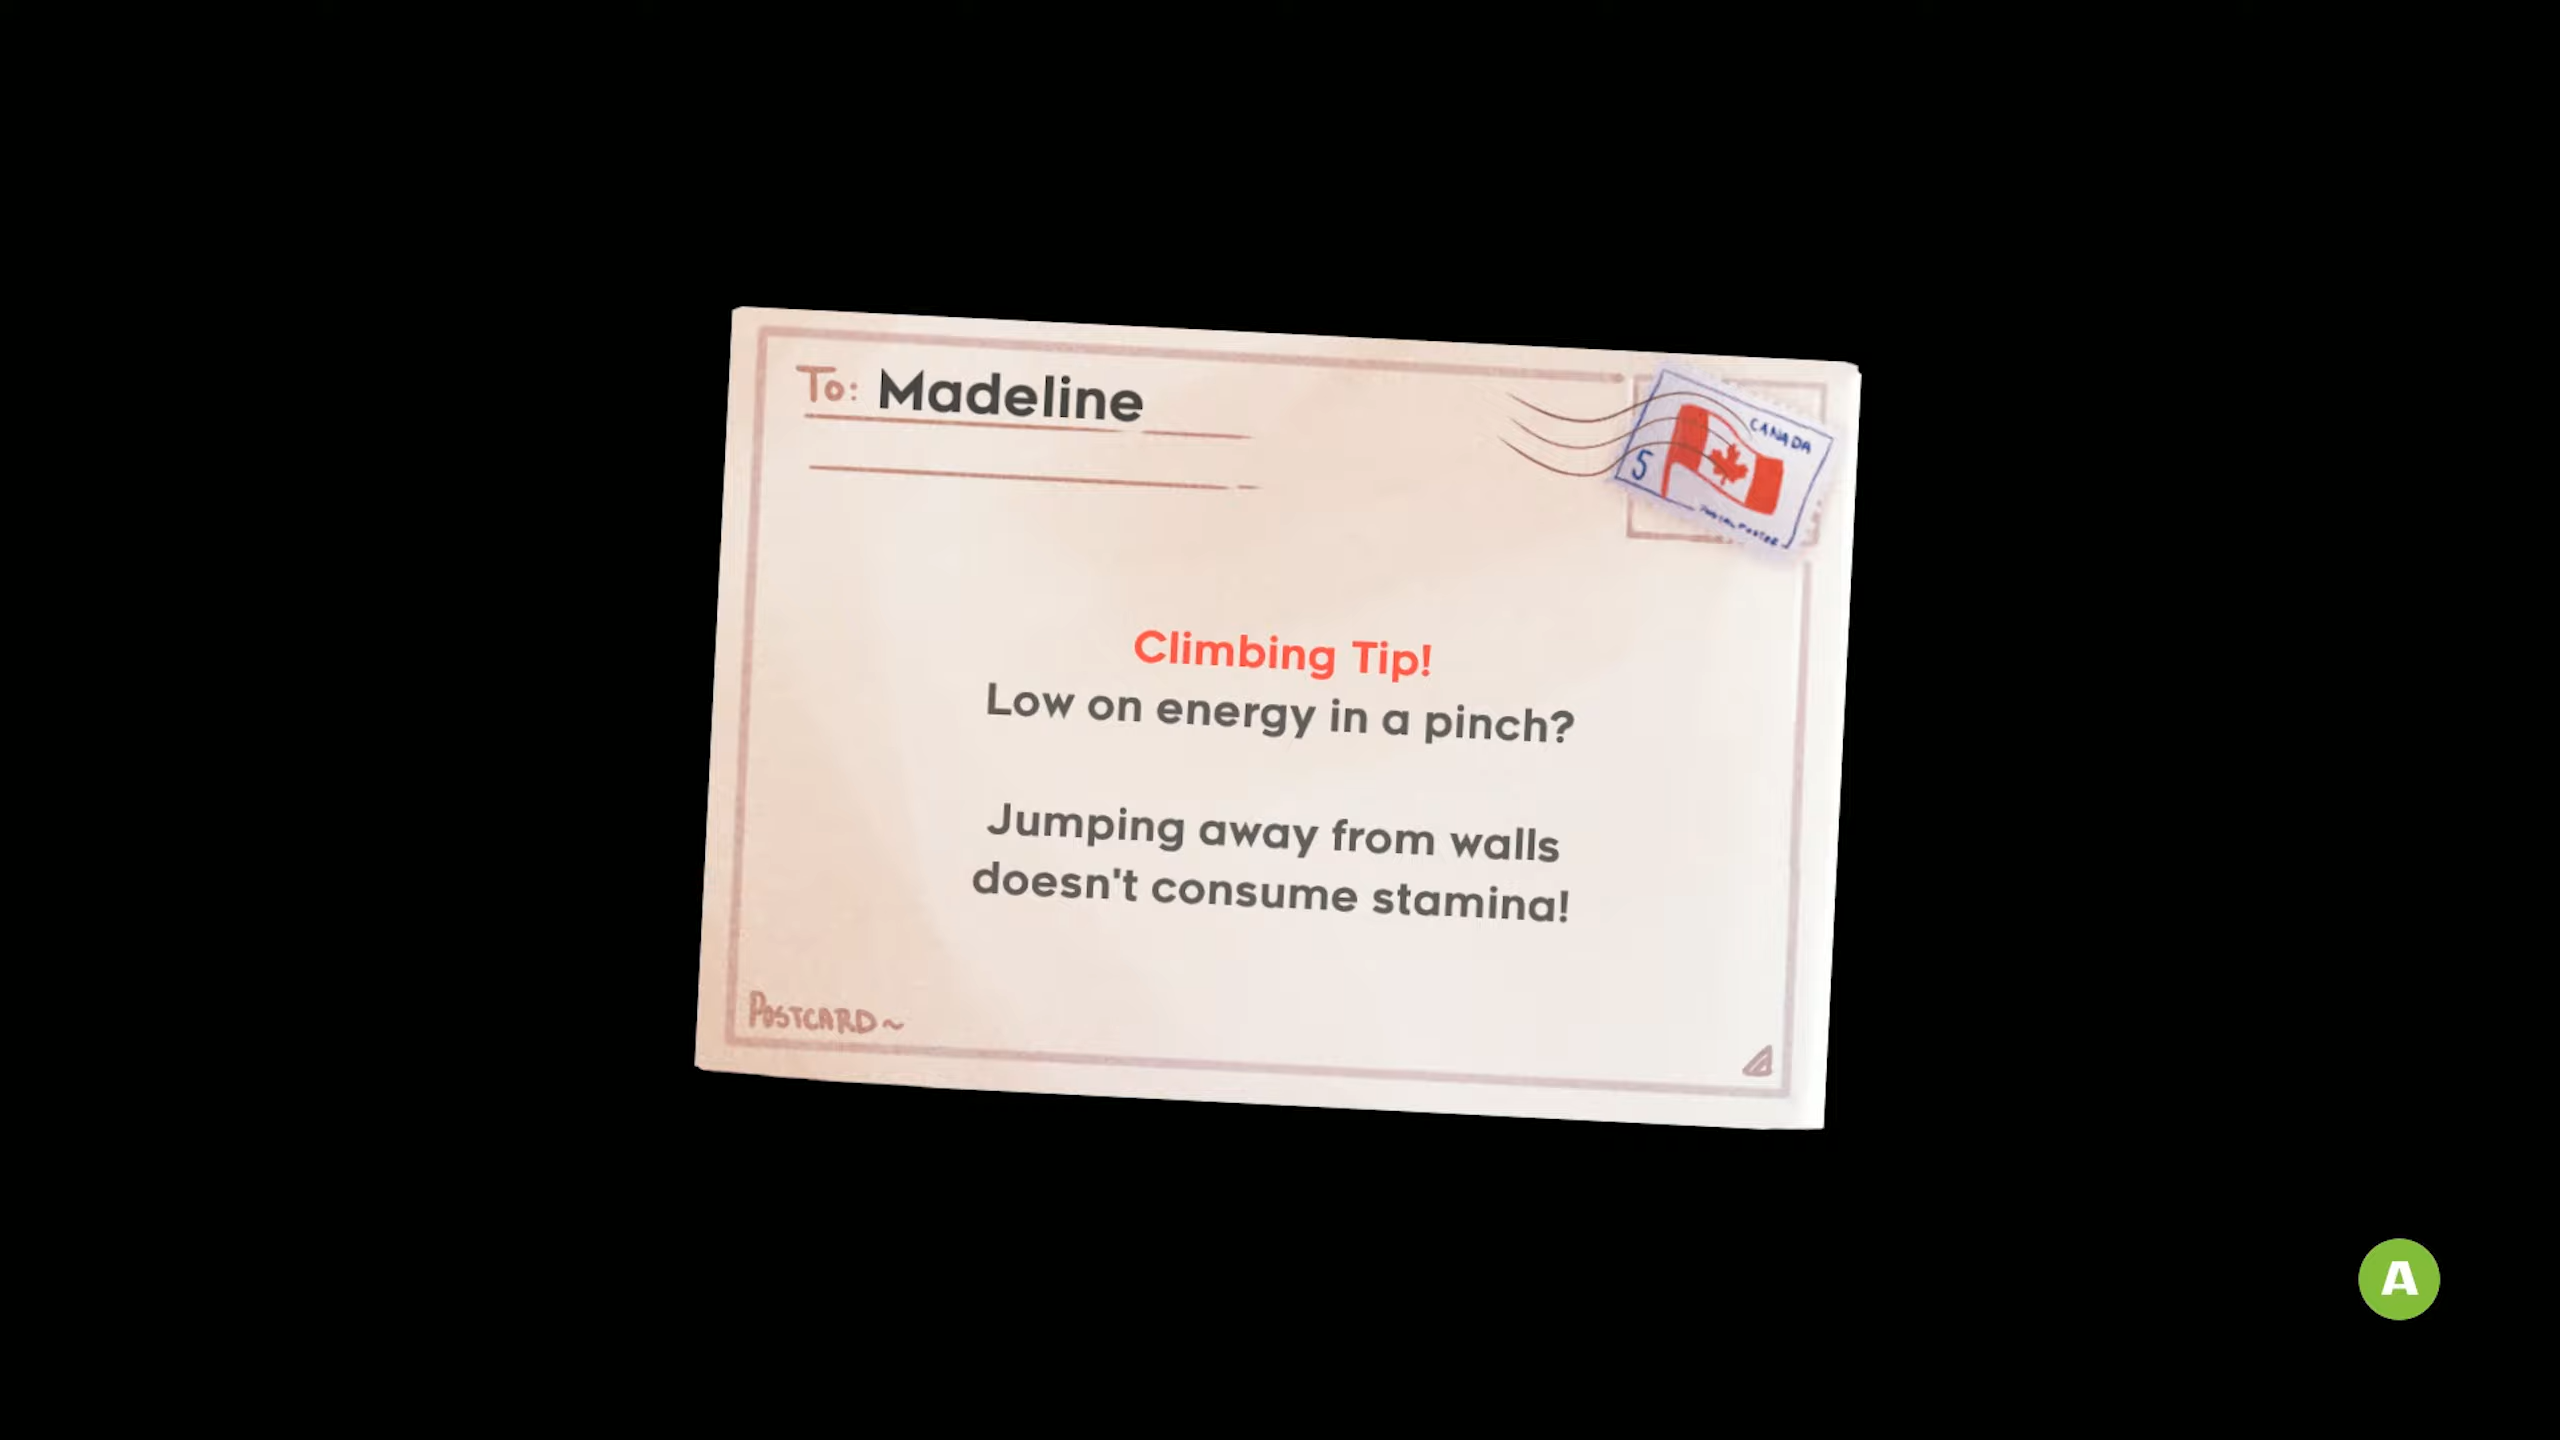 To: Madeline
CANADA
5
Climbing Tip!
Low on energy in a pinch?
Jumping away from walls
doesn't consume stamina!
POSTCARD~
A